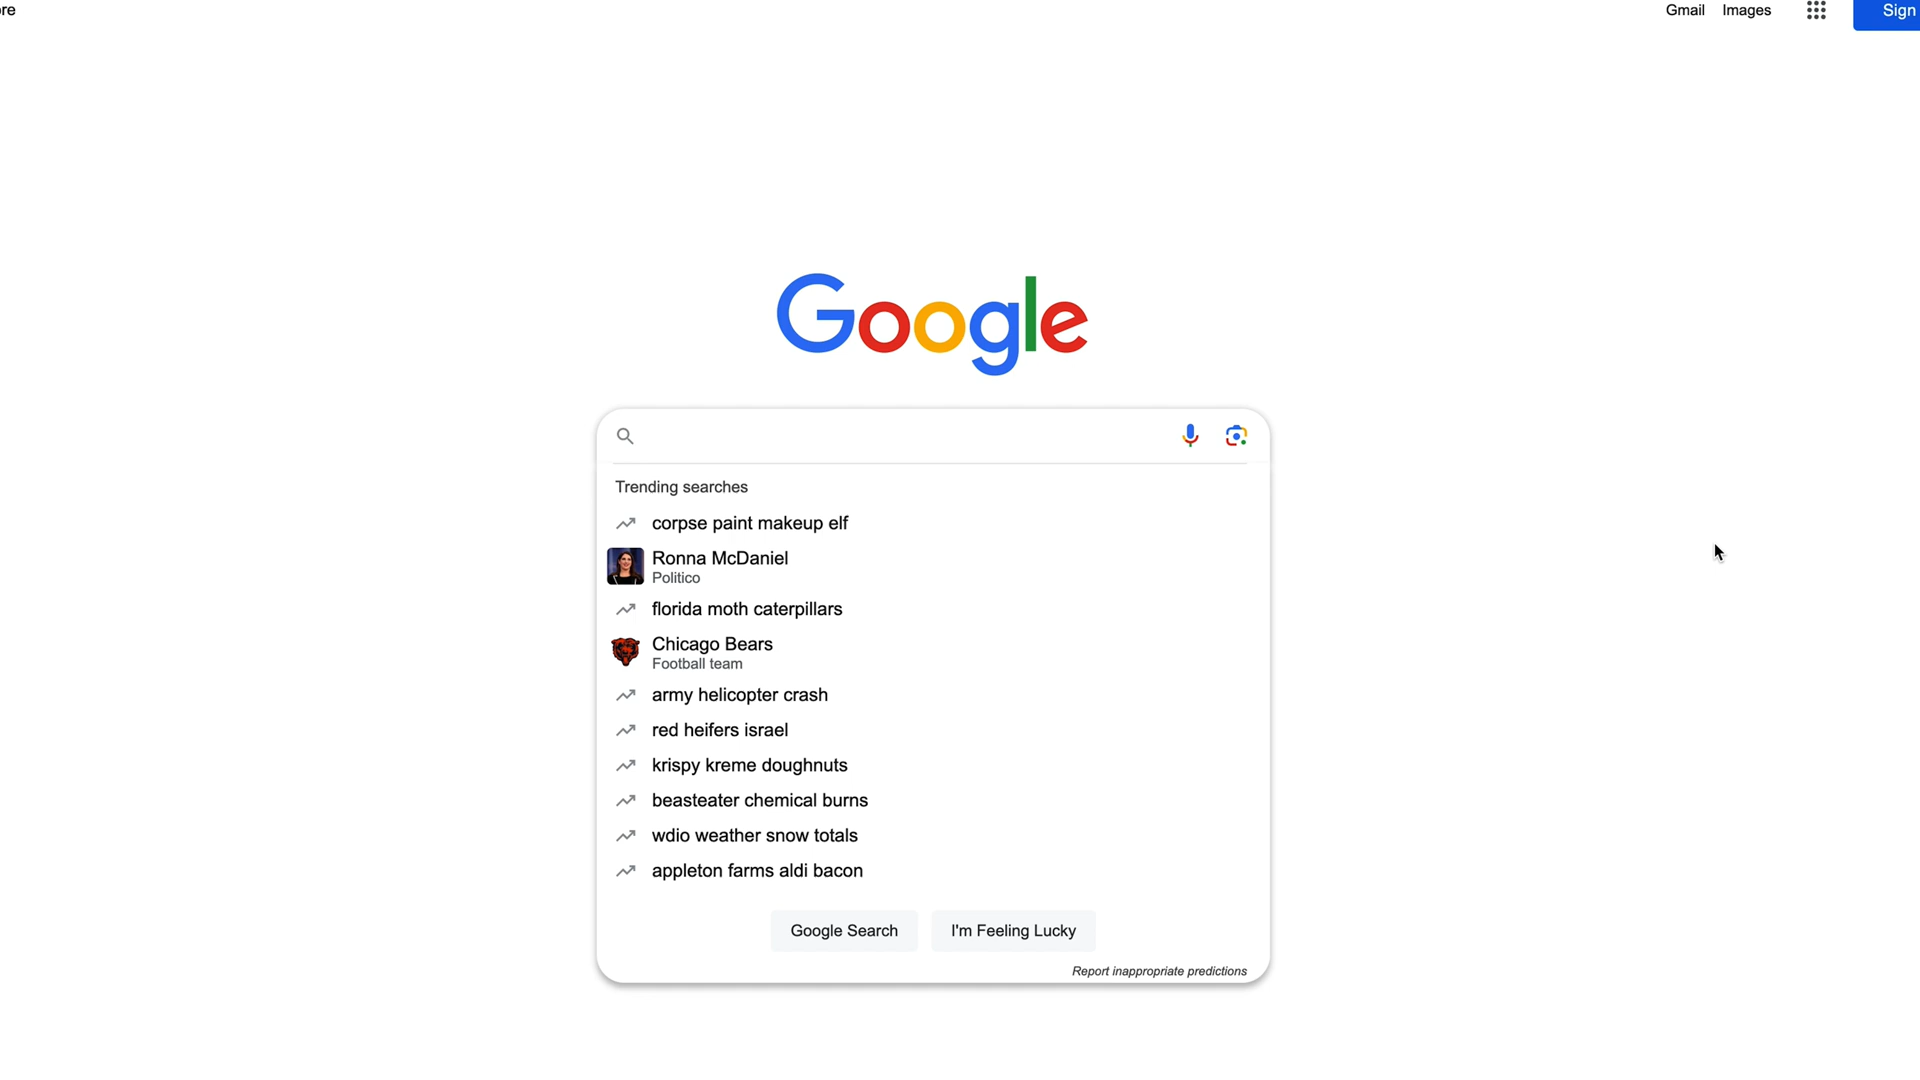 re
Gmail Images
Sign
Google
Trending searches
corpse paint makeup elf
Ronna McDaniel
Politico
florida moth caterpillars
Chicago Bears
Football team
army helicopter crash
red heifers israel
krispy kreme doughnuts
beasteater chemical burns
wdio weather snow totals
appleton farms aldi bacon
Google Search I'm Feeling Lucky
Report inappropriate predictions